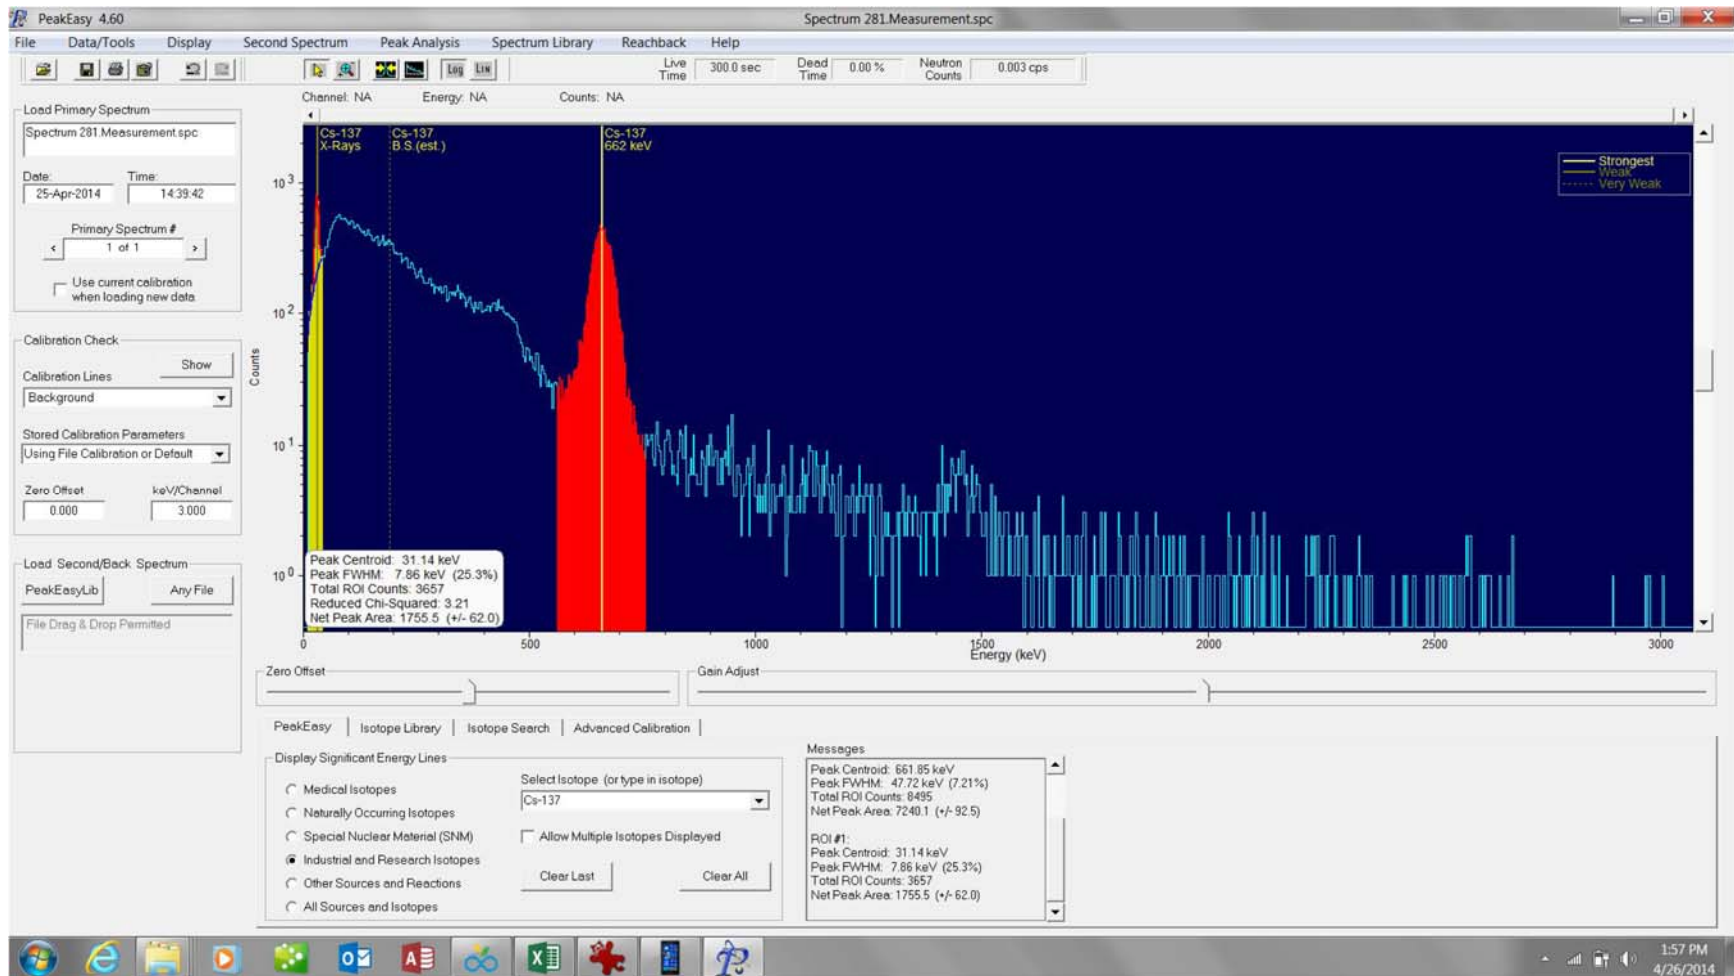 PeakEasy 4.60
Spectrum 281.Measurement.spc
File Data/Tools Display Second Spectrum Peak Analysis Spectrum Library Reachback Help
Log LIN
Live Time 300.0 sec
Dead Time 0.00 %
Neutron Counts 0.003 cps
Channel: NA Energy: NA Counts: NA
Load Primary Spectrum
Spectrum 281.Measurement.spc
Date: Time:
25-Apr-2014 14:39:42
Primary Spectrum #
< 1 of 1 >
Use current calibration
when loading new data
Calibration Check
Show
Calibration Lines
Background
Stored Calibration Parameters
Using File Calibration or Default
Zero Offset keV/Channel
0.000 3.000
Load Second/Back Spectrum
PeakEasyLib Any File
File Drag & Drop Permitted
Cs-137
X-Rays
Cs-137
B.S.(est.)
Cs-137
662 keV
Strongest
Weak
Very Weak
Counts
10 3
10 2
10 1
10 0
Peak Centroid: 31.14 keV
Peak FWHM: 7.86 keV (25.3%)
Total ROI Counts: 3657
Reduced Chi-Squared: 3.21
Net Peak Area: 1755.5 (+/- 62.0)
0 500 1000 1500 2000 2500 3000
Energy (keV)
Zero Offset
Gain Adjust
PeakEasy Isotope Library Isotope Search Advanced Calibration
Display Significant Energy Lines
Medical Isotopes
Naturally Occurring Isotopes
Special Nuclear Material (SNM)
Industrial and Research Isotopes
Other Sources and Reactions
All Sources and Isotopes
Select Isotope (or type in isotope)
Cs-137
Allow Multiple Isotopes Displayed
Clear Last Clear All
Messages
Peak Centroid: 661.85 keV
Peak FWHM: 47.72 keV (7.21%)
Total ROI Counts: 8495
Net Peak Area: 7240.1 (+/- 92.5)
ROI #1:
Peak Centroid: 31.14 keV
Peak FWHM: 7.86 keV (25.3%)
Total ROI Counts: 3657
Net Peak Area: 1755.5 (+/- 62.0)
1:57 PM
4/26/2014